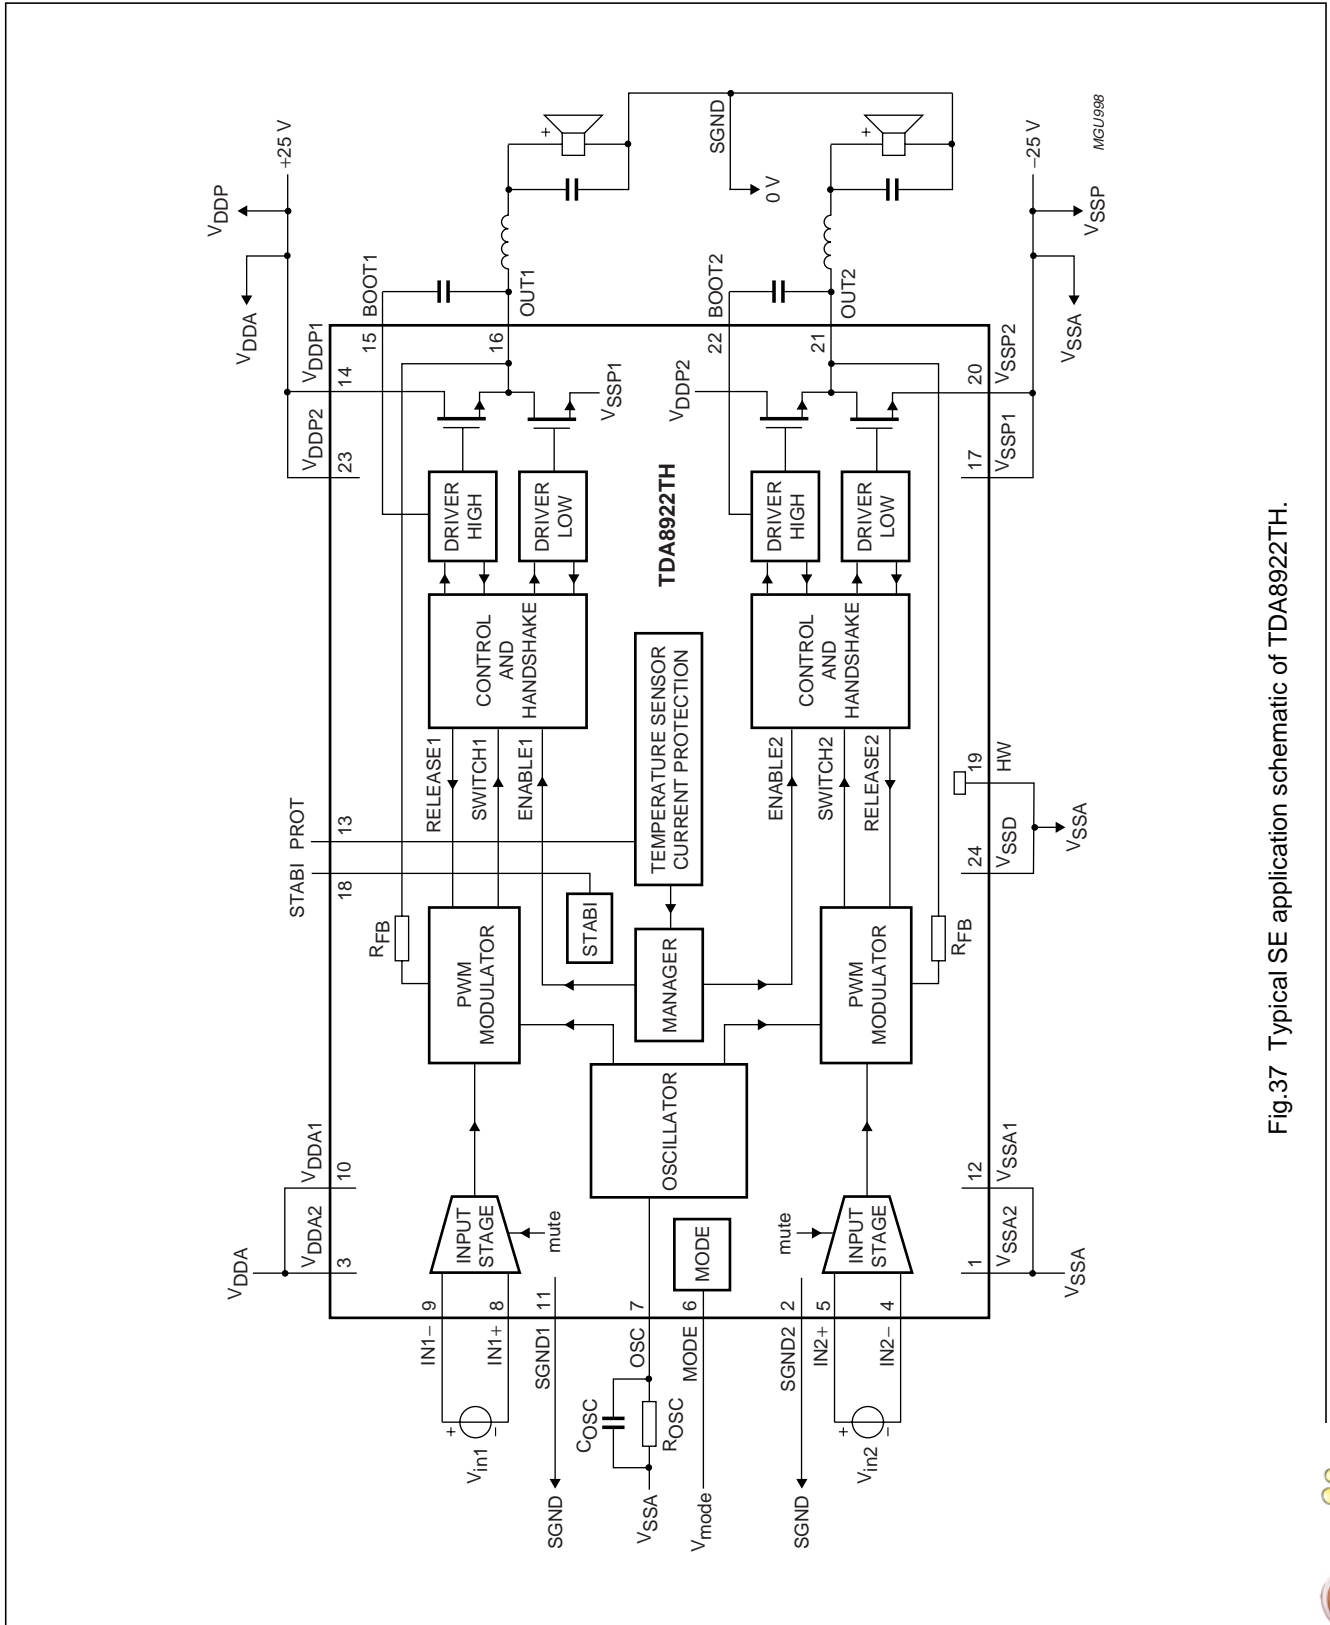 VDDA
VDDA2
VDDA1
3
10
STABI
PROT
18
13
VDDP2
VDDP1
23
14
VDDA
VDDP
+25 V
15
BOOT1
IN1−
9
IN1+
8
SGND1
11
OSC
7
MODE
6
SGND2
2
IN2+
5
IN2−
4
Vin1
+
−
SGND
COSC
ROSC
VSSA
Vmode
SGND
Vin2
+
−
INPUT
STAGE
mute
MODE
mute
INPUT
STAGE
OSCILLATOR
RFB
PWM
MODULATOR
STABI
MANAGER
PWM
MODULATOR
RFB
RELEASE1
SWITCH1
ENABLE1
TEMPERATURE SENSOR
CURRENT PROTECTION
ENABLE2
SWITCH2
RELEASE2
CONTROL
AND
HANDSHAKE
CONTROL
AND
HANDSHAKE
DRIVER
HIGH
DRIVER
LOW
TDA8922TH
DRIVER
HIGH
DRIVER
LOW
VSSP1
VDDP2
16
OUT1
22
BOOT2
21
OUT2
+
SGND
0 V
+
1
12
VSSA2
VSSA1
VSSA
24
19
VSSD
HW
VSSA
17
20
VSSP1
VSSP2
VSSA
VSSP
−25 V
MGU998
Fig.37 Typical SE application schematic of TDA8922TH.